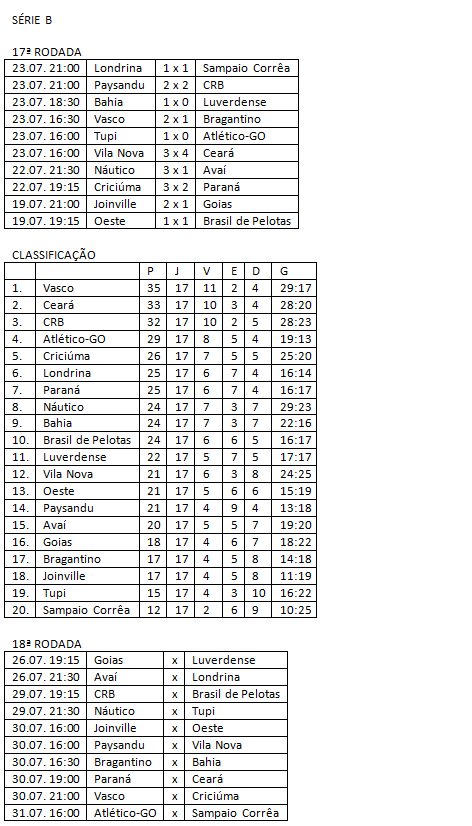 SÉRIE B
17ª RODADA
23.07. 21:00 Londrina 1 x 1 Sampaio Corrêa
23.07. 21:00 Paysandu 2 x 2 CRB
23.07. 18:30 Bahia 1 x 0 Luverdense
23.07. 16:30 Vasco 2 x 1 Bragantino
23.07. 16:00 Tupi 1 x 0 Atlético-GO
23.07. 16:00 Vila Nova 3 x 4 Ceará
22.07. 21:30 Náutico 3 x 1 Avaí
22.07. 19:15 Criciúma 3 x 2 Paraná
19.07. 21:00 Joinville 2 x 1 Goias
19.07. 19:15 Oeste 1 x 1 Brasil de Pelotas
CLASSIFICAÇÃO
P J V E D G
1. Vasco 35 17 11 2 4 29:17
2. Ceará 33 17 10 3 4 28:20
3. CRB 32 17 10 2 5 28:23
4. Atlético-GO 29 17 8 5 4 19:13
5. Criciúma 26 17 7 5 5 25:20
6. Londrina 25 17 6 7 4 16:14
7. Paraná 25 17 6 7 4 16:17
8. Náutico 24 17 7 3 7 29:23
9. Bahia 24 17 7 3 7 22:16
10. Brasil de Pelotas 24 17 6 6 5 16:17
11. Luverdense 22 17 5 7 5 17:17
12. Vila Nova 21 17 6 3 8 24:25
13. Oeste 21 17 5 6 6 15:19
14. Paysandu 21 17 4 9 4 13:18
15. Avaí 20 17 5 5 7 19:20
16. Goias 18 17 4 6 7 18:22
17. Bragantino 17 17 4 5 8 14:18
18. Joinville 17 17 4 5 8 11:19
19. Tupi 15 17 4 3 10 16:22
20. Sampaio Corrêa 12 17 2 6 9 10:25
18ª RODADA
26.07. 19:15 Goias x Luverdense
26.07. 21:30 Avaí x Londrina
29.07. 19:15 CRB x Brasil de Pelotas
29.07. 21:30 Náutico x Tupi
30.07. 16:00 Joinville x Oeste
30.07. 16:00 Paysandu x Vila Nova
30.07. 16:30 Bragantino x Bahia
30.07. 19:00 Paraná x Ceará
30.07. 21:00 Vasco x Criciúma
31.07. 16:00 Atlético-GO x Sampaio Corrêa